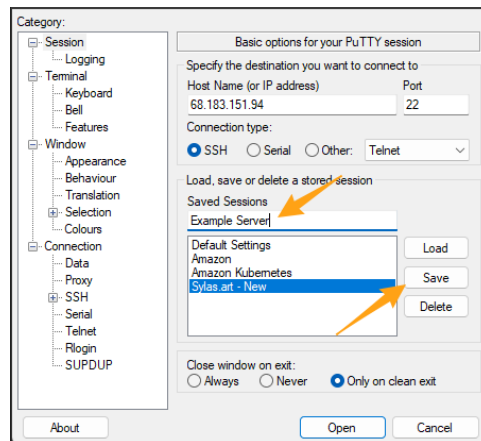 Category:
Session
Logging
Terminal
Keyboard
Bell
Features
Window
Appearance
Behaviour
Translation
Selection
Colours
Connection
Data
Proxy
SSH
Serial
Telnet
Rlogin
SUPDUP
Basic options for your PuTTY session
Specify the destination you want to connect to
Host Name (or IP address) Port
68.183.151.94 22
Connection type:
SSH Serial Other: Telnet
Load, save or delete a stored session
Saved Sessions
Example Server
Default Settings
Amazon
Amazon Kubernetes
Sylas.art - New
Load
Save
Delete
Close window on exit:
Always Never Only on clean exit
About Open Cancel